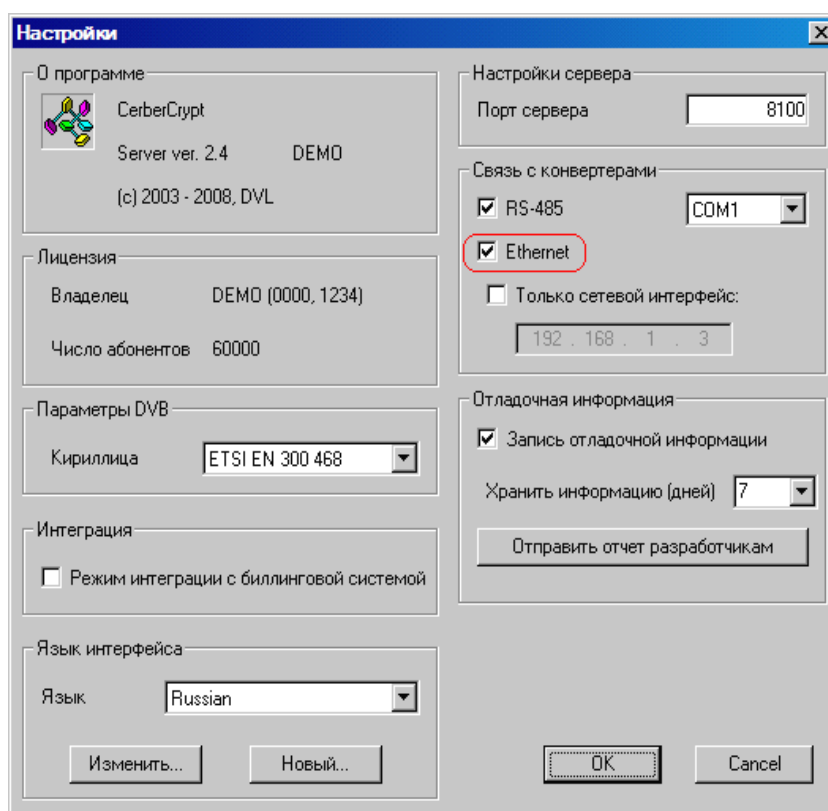 Настройки
О программе
CerberCrypt
Server ver. 2.4 DEMO
(c) 2003 - 2008, DVL
Лицензия
Владелец DEMO (0000, 1234)
Число абонентов 60000
Параметры DVB
Кириллица ETSI EN 300 468
Интеграция
Режим интеграции с биллинговой системой
Язык интерфейса
Язык Russian
Изменить... Новый...
Настройки сервера
Порт сервера 8100
Связь с конвертерами
RS-485 COM1
Ethernet
Только сетевой интерфейс:
192 . 168 . 1 . 3
Отладочная информация
Запись отладочной информации
Хранить информацию (дней) 7
Отправить отчет разработчикам
OK Cancel